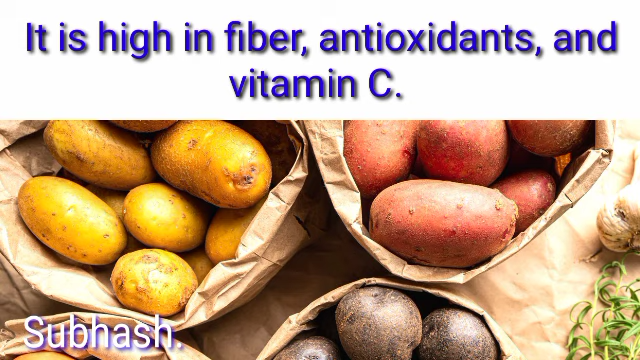 It is high in fiber, antioxidants, and
vitamin C.
Subhash.